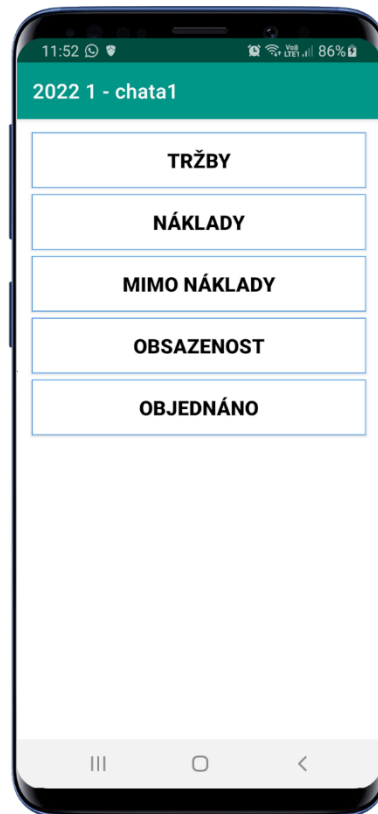 11:52 86%
2022 1 - chata1
TRŽBY
NÁKLADY
MIMO NÁKLADY
OBSAZENOST
OBJEDNÁNO